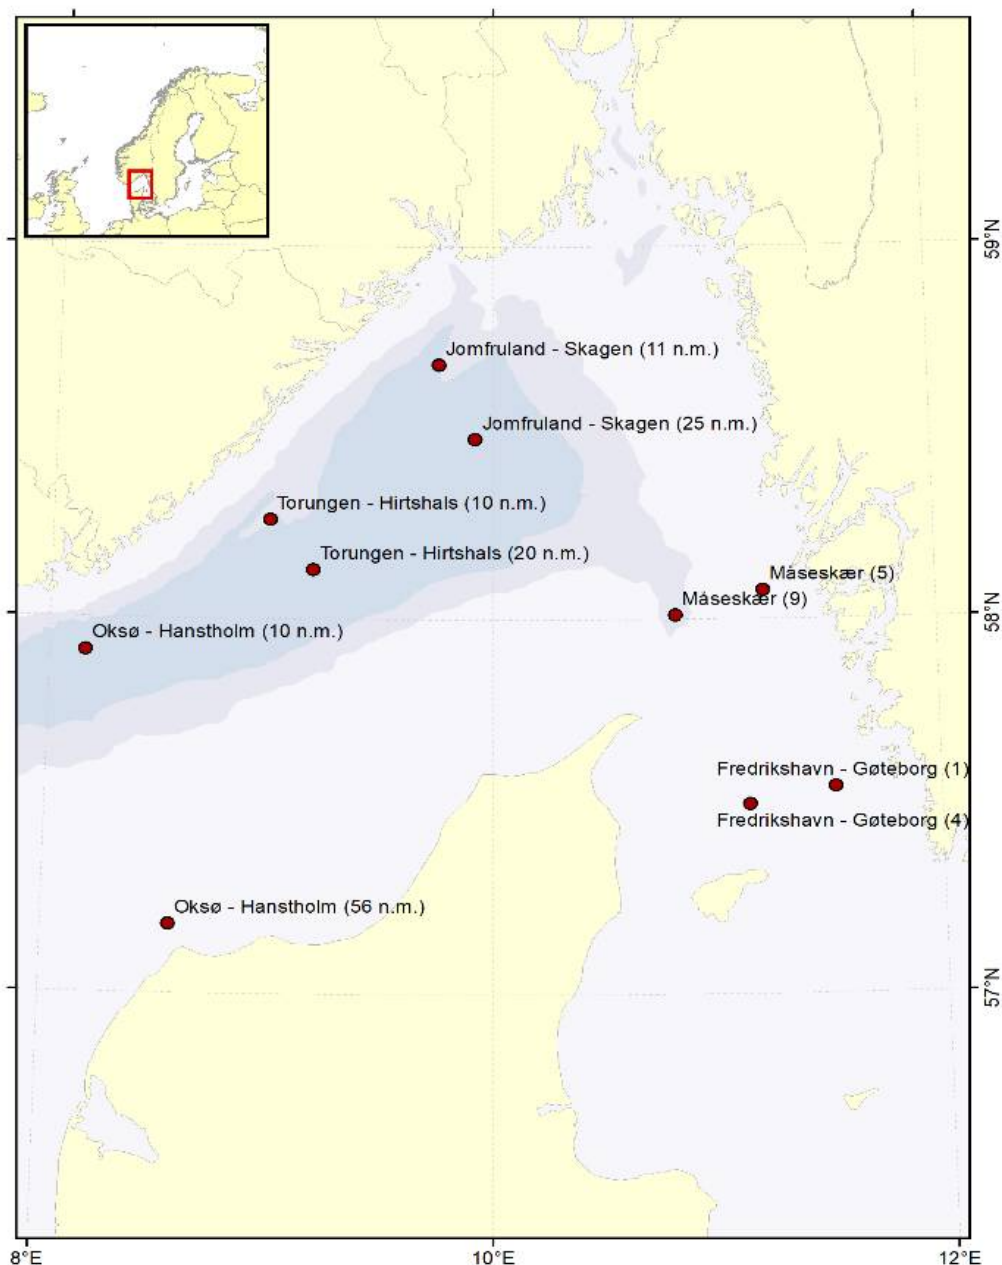 59°N
Jomfruland - Skagen (11 n.m.)
Jomfruland - Skagen (25 n.m.)
Torungen - Hirtshals (10 n.m.)
Torungen - Hirtshals (20 n.m.)
Måseskær (5)
Måseskær (9)
58°N
Oksø - Hanstholm (10 n.m.)
Fredrikshavn - Gøteborg (1)
Fredrikshavn - Gøteborg (4)
Oksø - Hanstholm (56 n.m.)
57°N
8°E
10°E
12°E